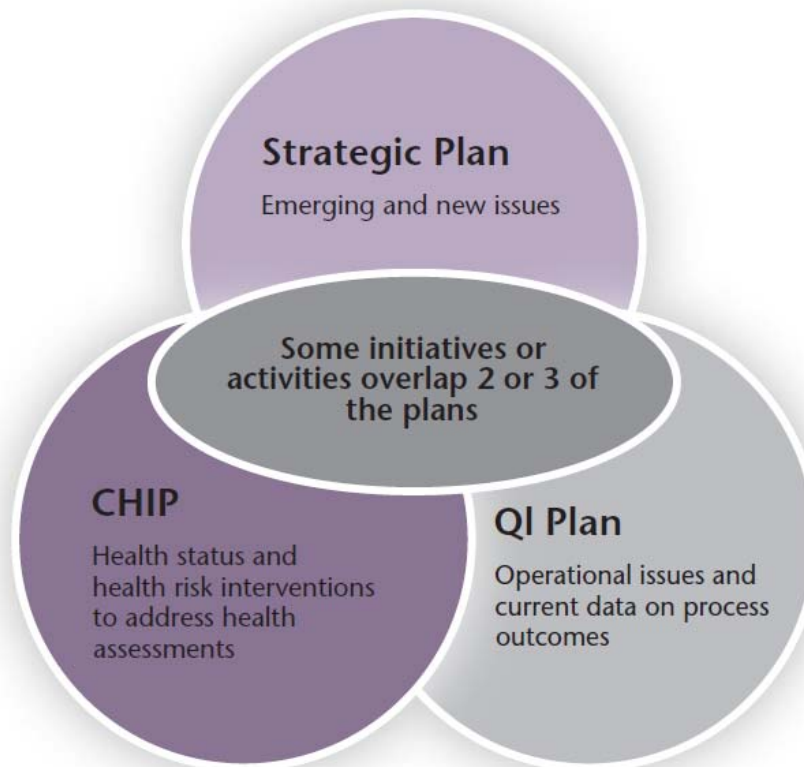 Strategic Plan
Emerging and new issues
Some initiatives or
activities overlap 2 or 3 of
the plans
CHIP
Health status and
health risk interventions
to address health
assessments
QI Plan
Operational issues and
current data on process
outcomes